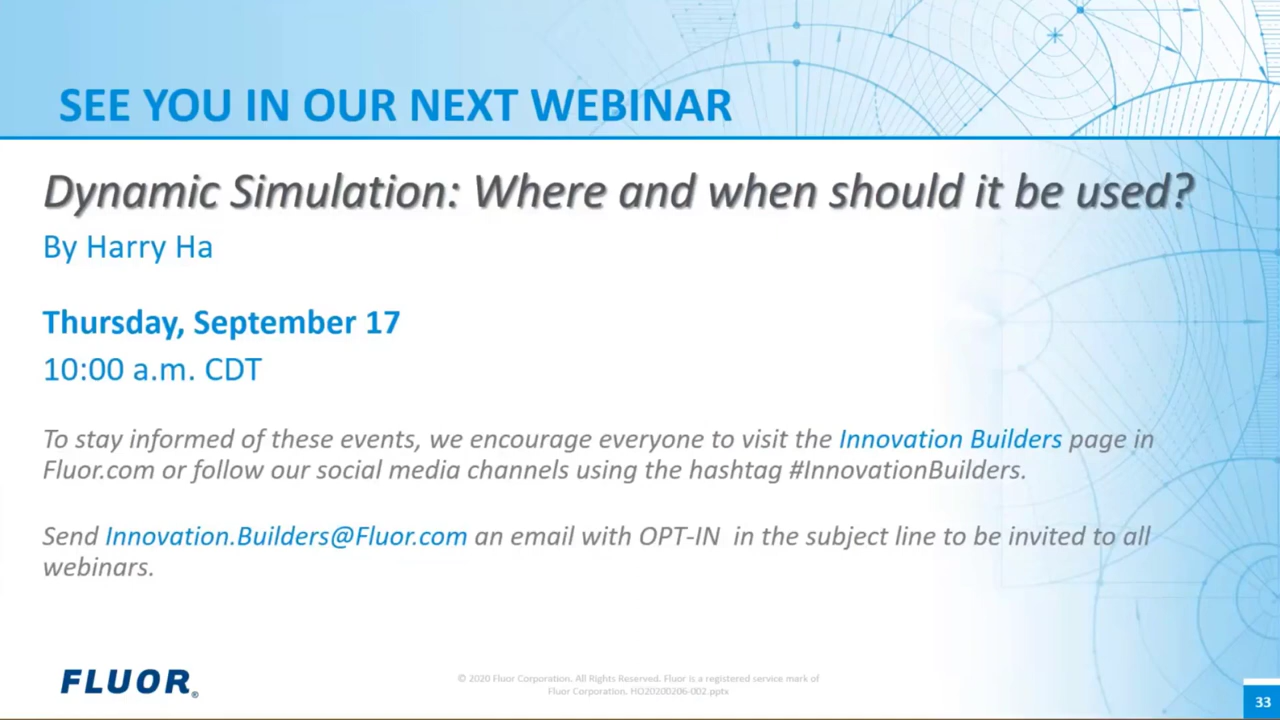 SEE YOU IN OUR NEXT WEBINAR
Dynamic Simulation: Where and when should it be used?
By Harry Ha
Thursday, September 17
10:00 a.m. CDT
To stay informed of these events, we encourage everyone to visit the Innovation Builders page in
Fluor.com or follow our social media channels using the hashtag #InnovationBuilders.
Send Innovation.Builders@Fluor.com an email with OPT-IN in the subject line to be invited to all
webinars.
FLUOR®
© 2020 Fluor Corporation. All Rights Reserved. Fluor is a registered service mark of
Fluor Corporation. HO20200206-002.pptx
33